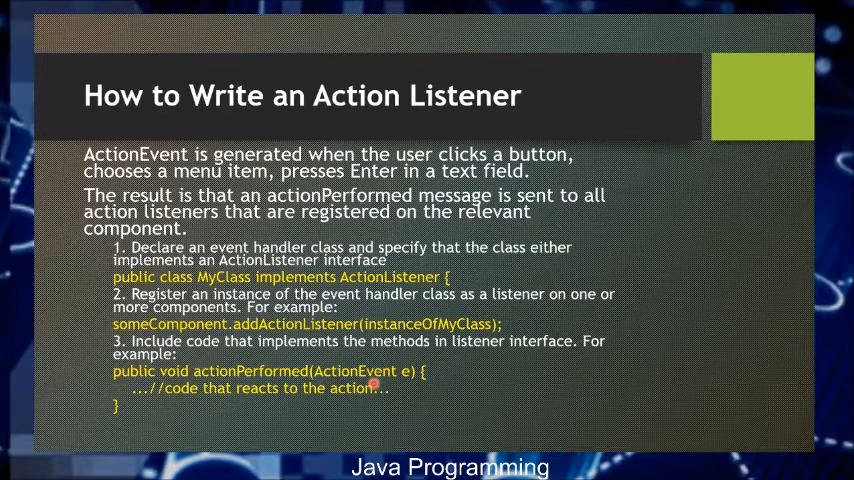 How to Write an Action Listener
ActionEvent is generated when the user clicks a button,
chooses a menu item, presses Enter in a text field.
The result is that an actionPerformed message is sent to all
action listeners that are registered on the relevant
component.
1. Declare an event handler class and specify that the class either
implements an ActionListener interface
public class MyClass implements ActionListener {
2. Register an instance of the event handler class as a listener on one or
more components. For example:
someComponent.addActionListener(instanceOfMyClass);
3. Include code that implements the methods in listener interface. For
example:
public void actionPerformed(ActionEvent e) {
...//code that reacts to the action...
}
Java Programming